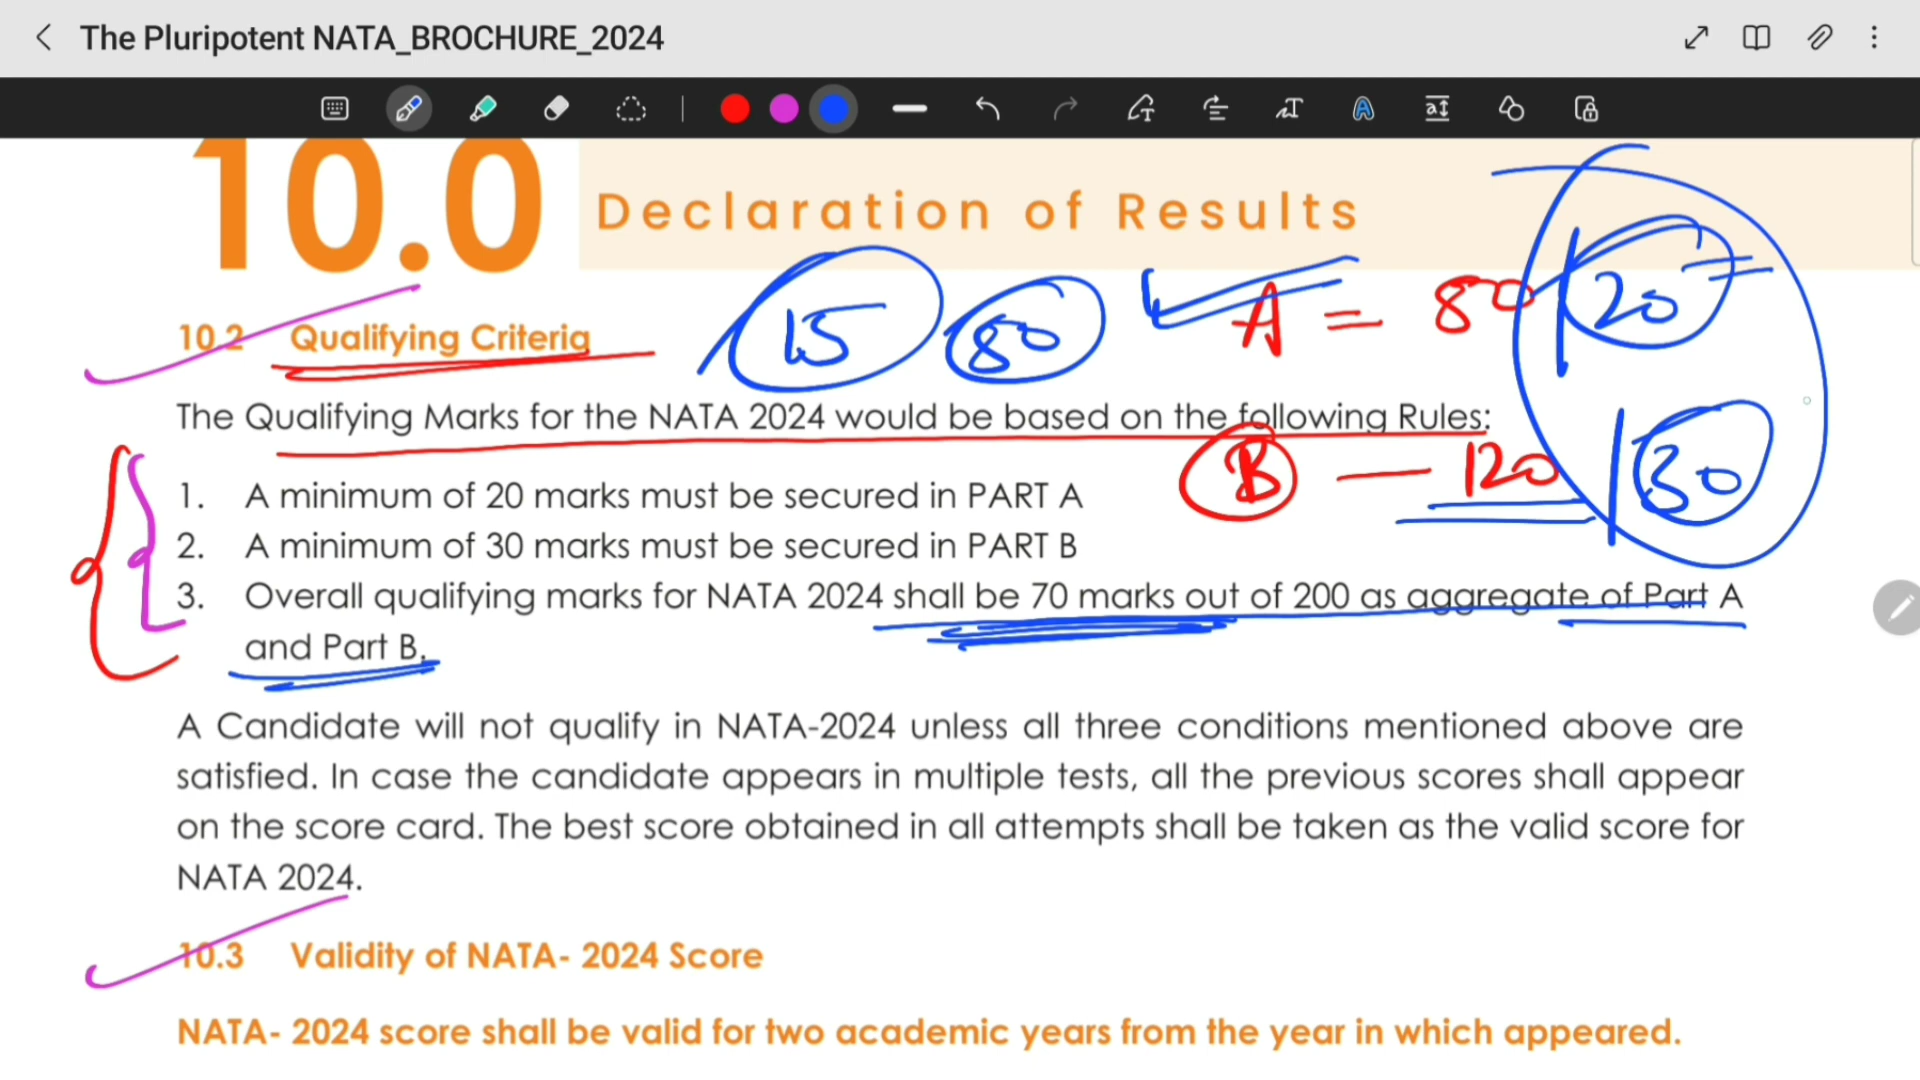 The Pluripotent NATA_BROCHURE_2024
10.0 Declaration of Results
15 80 A = 80 20
10.2 Qualifying Criteria
The Qualifying Marks for the NATA 2024 would be based on the following Rules:
B — 120 30
1. A minimum of 20 marks must be secured in PART A
2. A minimum of 30 marks must be secured in PART B
3. Overall qualifying marks for NATA 2024 shall be 70 marks out of 200 as aggregate of Part A
and Part B.
A Candidate will not qualify in NATA-2024 unless all three conditions mentioned above are
satisfied. In case the candidate appears in multiple tests, all the previous scores shall appear
on the score card. The best score obtained in all attempts shall be taken as the valid score for
NATA 2024.
10.3 Validity of NATA- 2024 Score
NATA- 2024 score shall be valid for two academic years from the year in which appeared.